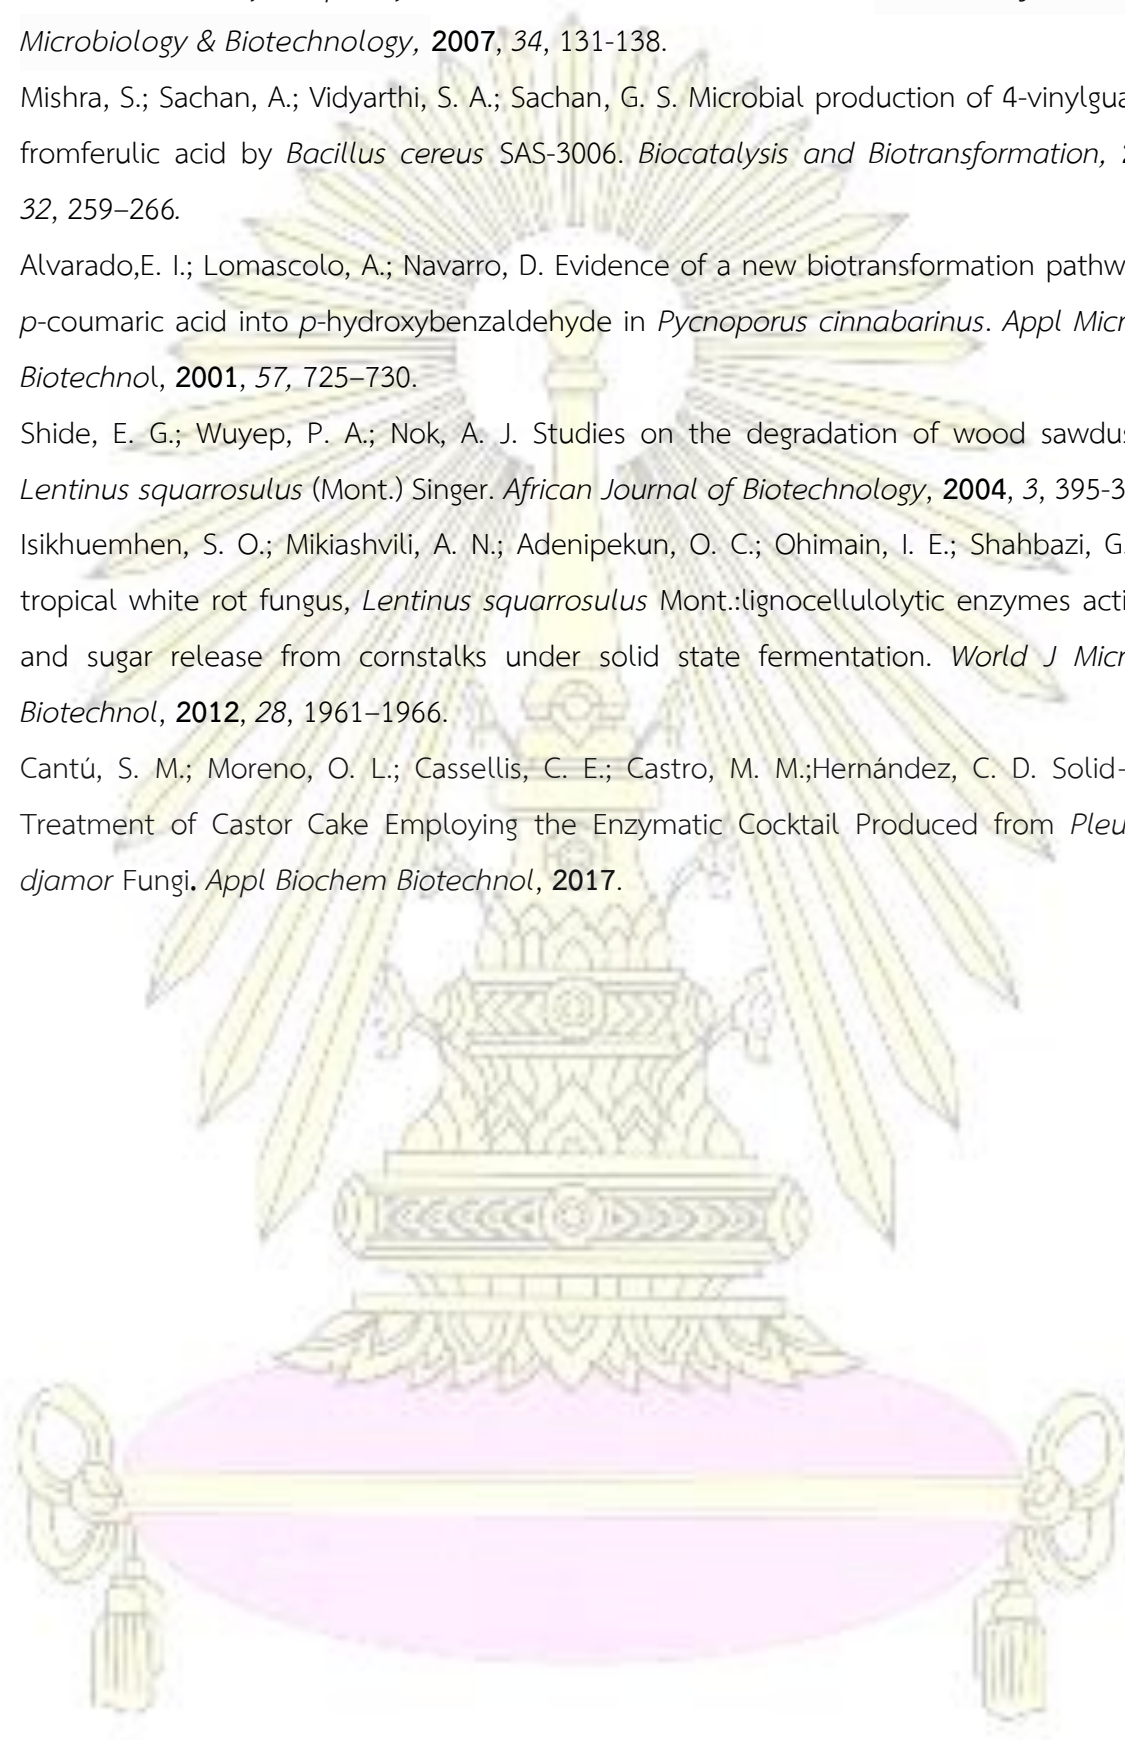 Microbiology & Biotechnology, 2007, 34, 131-138.
Mishra, S.; Sachan, A.; Vidyarthi, S. A.; Sachan, G. S. Microbial production of 4-vinylgua
fromferulic acid by Bacillus cereus SAS-3006. Biocatalysis and Biotransformation,
32, 259–266.
Alvarado,E. I.; Lomascolo, A.; Navarro, D. Evidence of a new biotransformation pathw
p-coumaric acid into p-hydroxybenzaldehyde in Pycnoporus cinnabarinus. Appl Micr
Biotechnol, 2001, 57, 725–730.
Shide, E. G.; Wuyep, P. A.; Nok, A. J. Studies on the degradation of wood sawdus
Lentinus squarrosulus (Mont.) Singer. African Journal of Biotechnology, 2004, 3, 395-3
Isikhuemhen, S. O.; Mikiashvili, A. N.; Adenipekun, O. C.; Ohimain, I. E.; Shahbazi, G.
tropical white rot fungus, Lentinus squarrosulus Mont.:lignocellulolytic enzymes acti
and sugar release from cornstalks under solid state fermentation. World J Micr
Biotechnol, 2012, 28, 1961–1966.
Cantú, S. M.; Moreno, O. L.; Cassellis, C. E.; Castro, M. M.;Hernández, C. D. Solid-
Treatment of Castor Cake Employing the Enzymatic Cocktail Produced from Pleu
djamor Fungi. Appl Biochem Biotechnol, 2017.